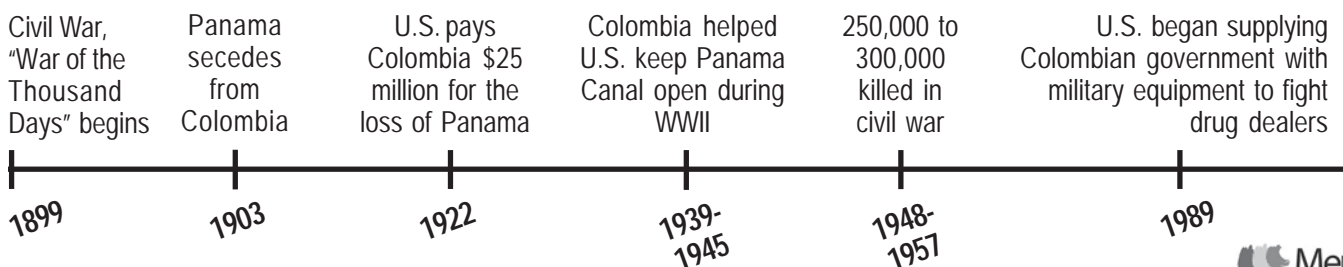 Civil War,
"War of the
Thousand
Days" begins
Panama
secedes
from
Colombia
U.S. pays
Colombia $25
million for the
loss of Panama
Colombia helped
U.S. keep Panama
Canal open during
WWII
250,000 to
300,000
killed in
civil war
U.S. began supplying
Colombian government with
military equipment to fight
drug dealers
1899
1903
1922
1939-
1945
1948-
1957
1989